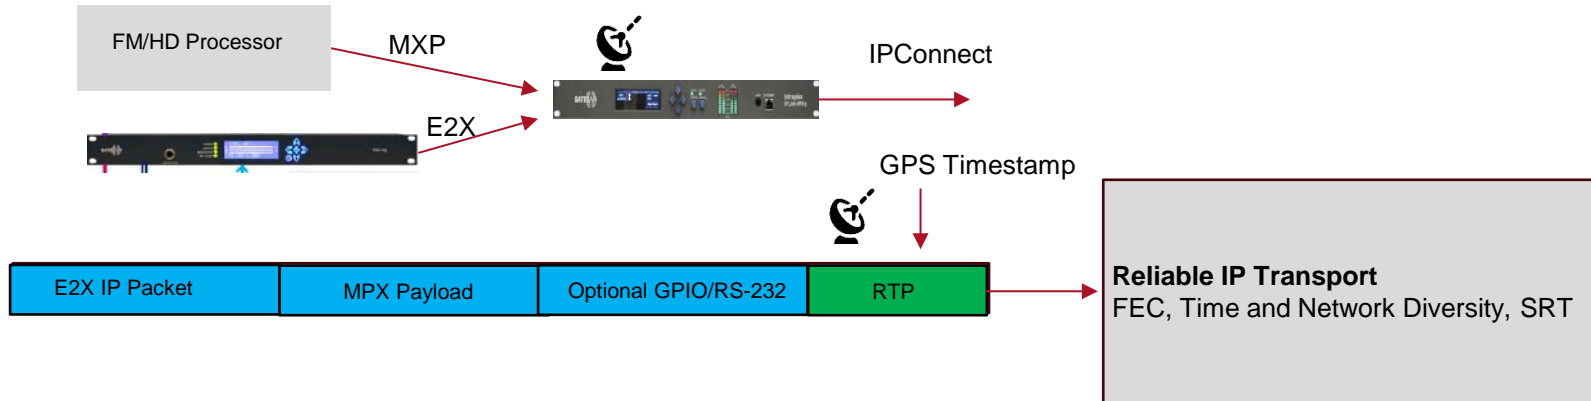 FM/HD Processor
MXP
IPConnect
E2X
GPS Timestamp
E2X IP Packet
MPX Payload
Optional GPIO/RS-232
RTP
Reliable IP Transport
FEC, Time and Network Diversity, SRT